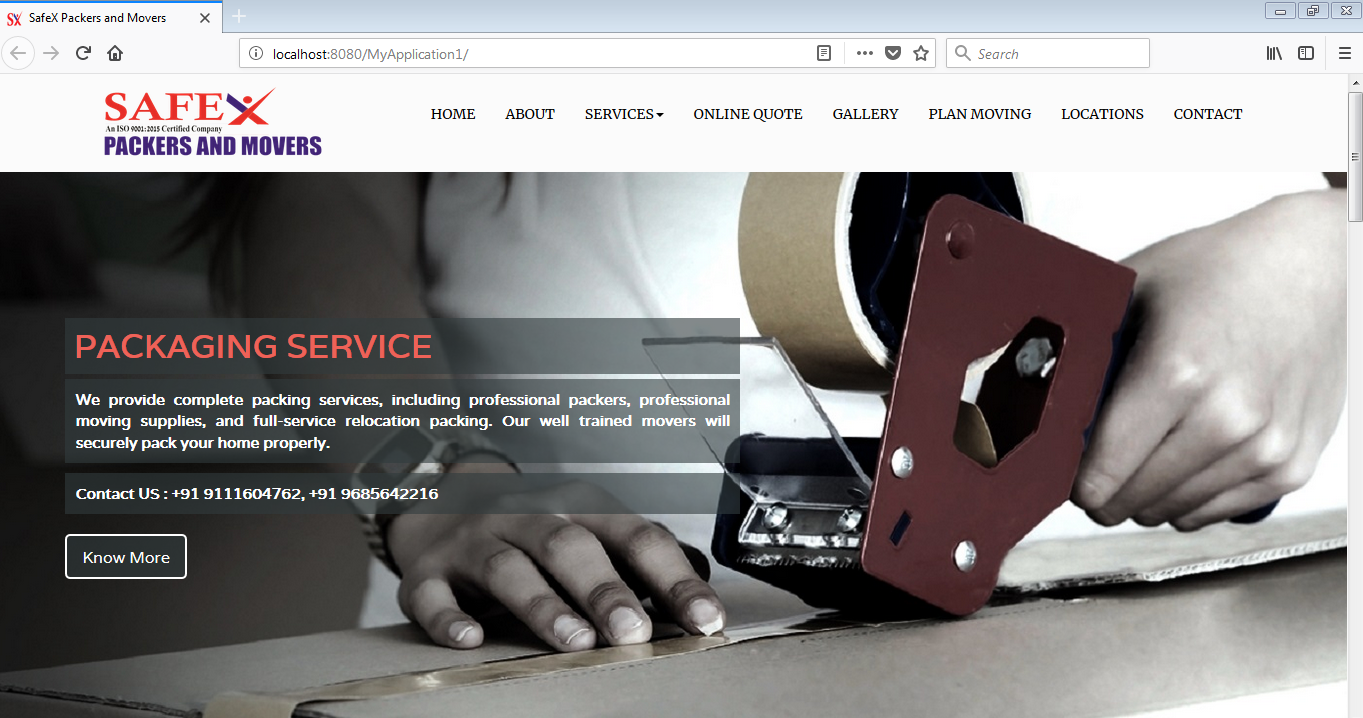 SX SafeX Packers and Movers
localhost:8080/MyApplication1/
Search
SAFEX
An ISO 9001:2015 Certified Company
PACKERS AND MOVERS
HOME ABOUT SERVICES ONLINE QUOTE GALLERY PLAN MOVING LOCATIONS CONTACT
PACKAGING SERVICE
We provide complete packing services, including professional packers, professional
moving supplies, and full-service relocation packing. Our well trained movers will
securely pack your home properly.
Contact US : +91 9111604762, +91 9685642216
Know More